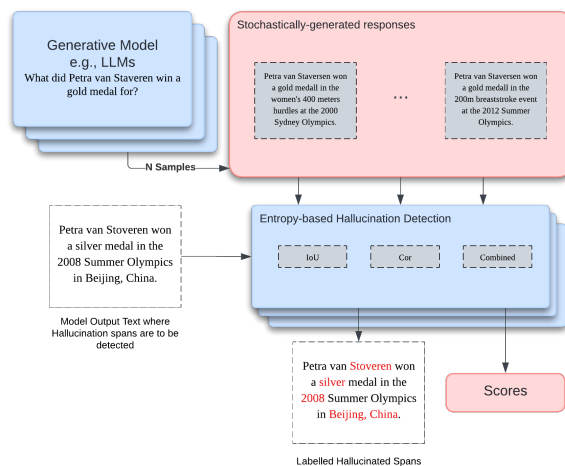 Generative Model
e.g., LLMs
What did Petra van Staveren win a
gold medal for?
Stochastically-generated responses
Petra van Staversen won
a gold medall in the
women's 400 meters
hurdles at the 2000
Sydney Olympics.
...
Petra van Staversen won
a gold medall in the
200m breaststroke event
at the 2012 Summer
Olympics.
N Samples
Petra van Stoveren won
a silver medal in the
2008 Summer Olympics
in Beijing, China.
Model Output Text where
Hallucination spans are to be
detected
Entropy-based Hallucination Detection
IoU
Cor
Combined
Petra van Stoveren won
a silver medal in the
2008 Summer Olympics
in Beijing, China.
Labelled Hallucinated Spans
Scores